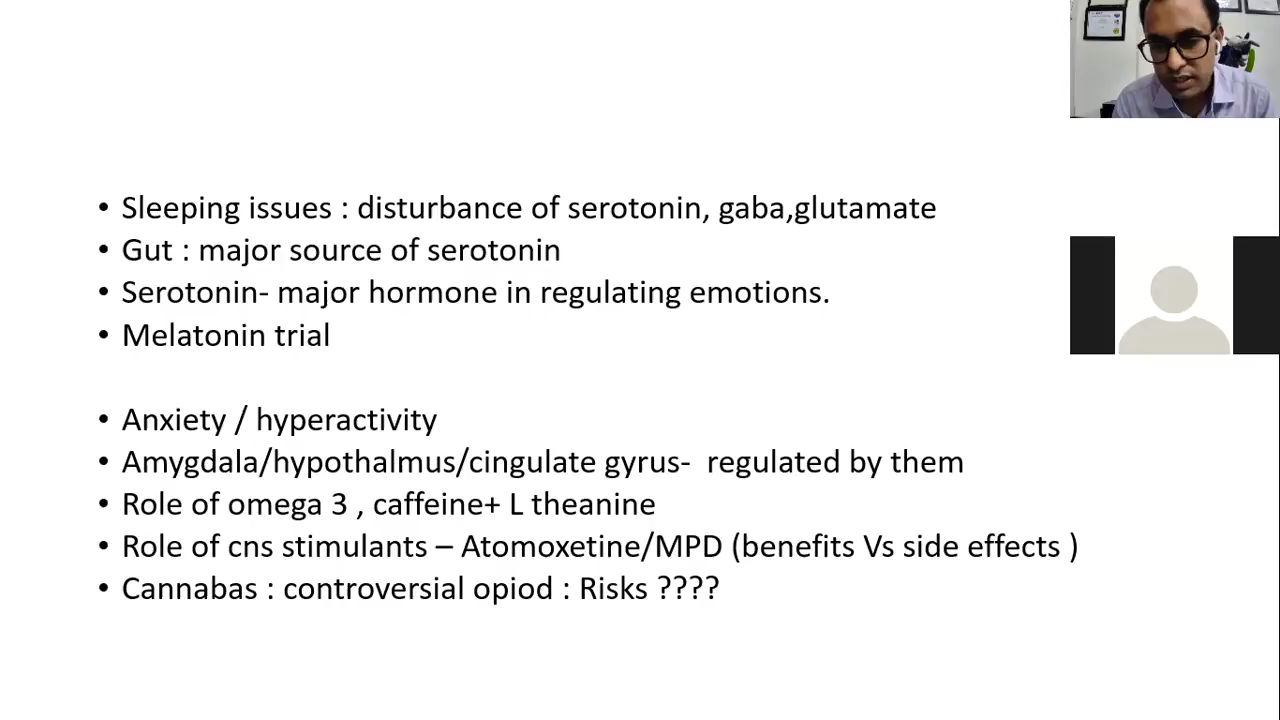 • Sleeping issues : disturbance of serotonin, gaba,glutamate
• Gut : major source of serotonin
• Serotonin- major hormone in regulating emotions.
• Melatonin trial
• Anxiety / hyperactivity
• Amygdala/hypothalmus/cingulate gyrus-  regulated by them
• Role of omega 3 , caffeine+ L theanine
• Role of cns stimulants – Atomoxetine/MPD (benefits Vs side effects )
• Cannabas : controversial opiod : Risks ????